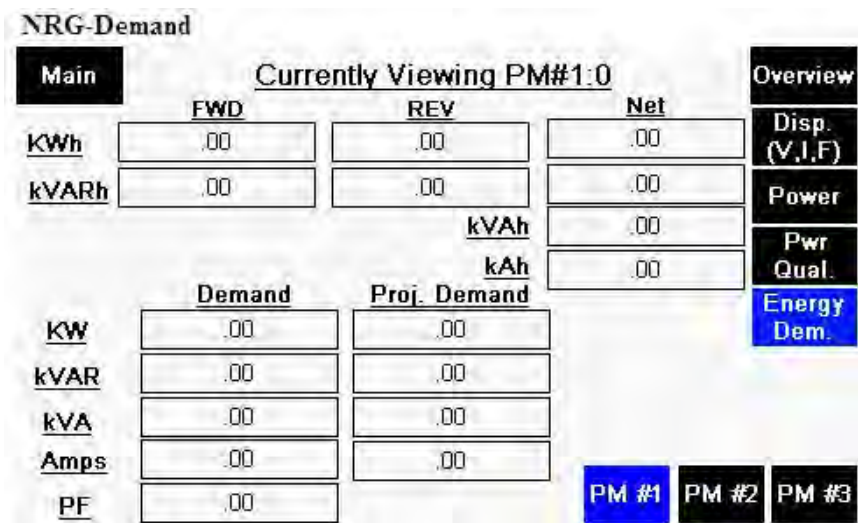 NRG-Demand
Main
Currently Viewing PM#1:0
Overview
FWD REV Net
KWh .00 .00 .00
Disp.
(V,I,F)
kVARh .00 .00 .00
Power
kVAh .00
Pwr
Qual.
kAh .00
Demand Proj. Demand
Energy
Dem.
KW .00 .00
kVAR .00 .00
kVA .00 .00
Amps .00 .00
PF .00
PM #1 PM #2 PM #3